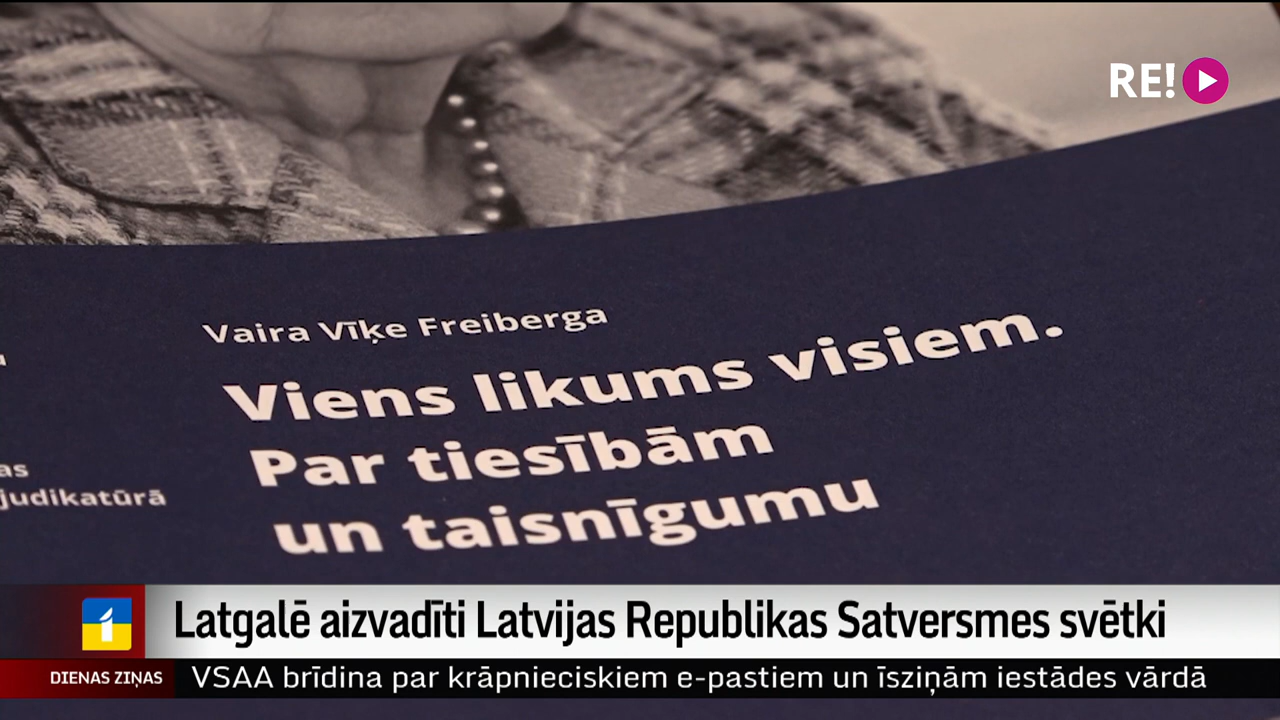 RE!
Vaira Vīķe Freiberga
Viens likums visiem.
Par tiesībām
un taisnīgumu
as
judikatūrā
1
Latgalē aizvadīti Latvijas Republikas Satversmes svētki
DIENAS ZIŅAS
VSAA brīdina par krāpnieciskiem e-pastiem un īsziņām iestādes vārdā